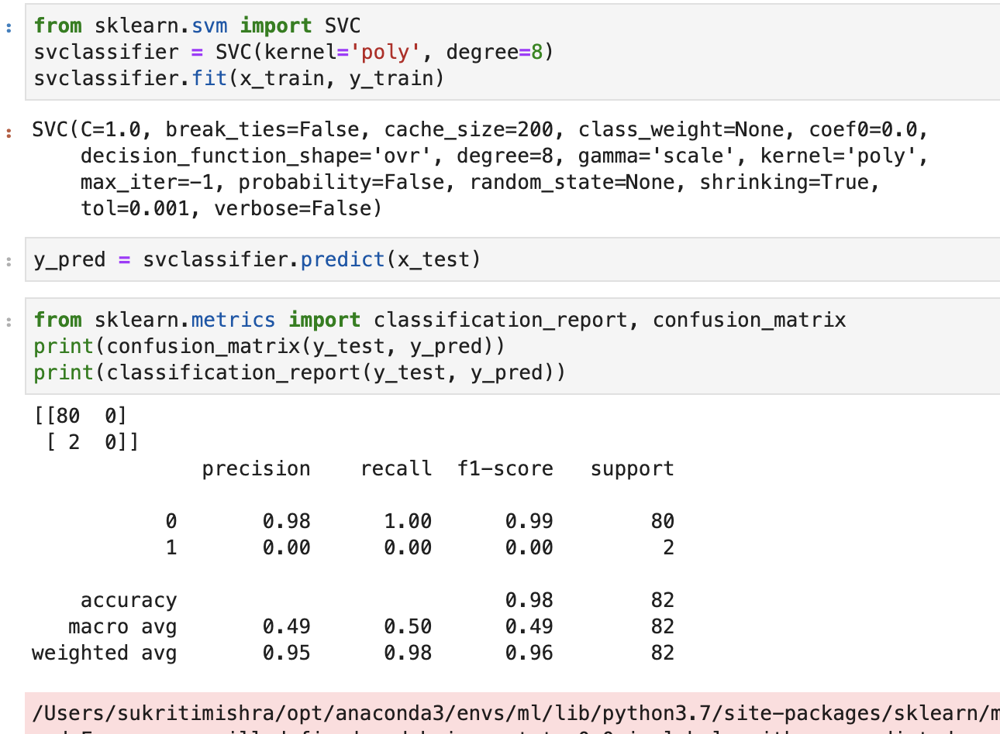 from sklearn.svm import SVC
svclassifier = SVC(kernel='poly', degree=8)
svclassifier.fit(x_train, y_train)
SVC(C=1.0, break_ties=False, cache_size=200, class_weight=None, coef0=0.0,
decision_function_shape='ovr', degree=8, gamma='scale', kernel='poly',
max_iter=-1, probability=False, random_state=None, shrinking=True,
tol=0.001, verbose=False)
y_pred = svclassifier.predict(x_test)
from sklearn.metrics import classification_report, confusion_matrix
print(confusion_matrix(y_test, y_pred))
print(classification_report(y_test, y_pred))
[[80  0]
[ 2  0]]
precision recall f1-score support
0 0.98 1.00 0.99 80
1 0.00 0.00 0.00 2
accuracy 0.98 82
macro avg 0.49 0.50 0.49 82
weighted avg 0.95 0.98 0.96 82
/Users/sukritimishra/opt/anaconda3/envs/ml/lib/python3.7/site-packages/sklearn/m